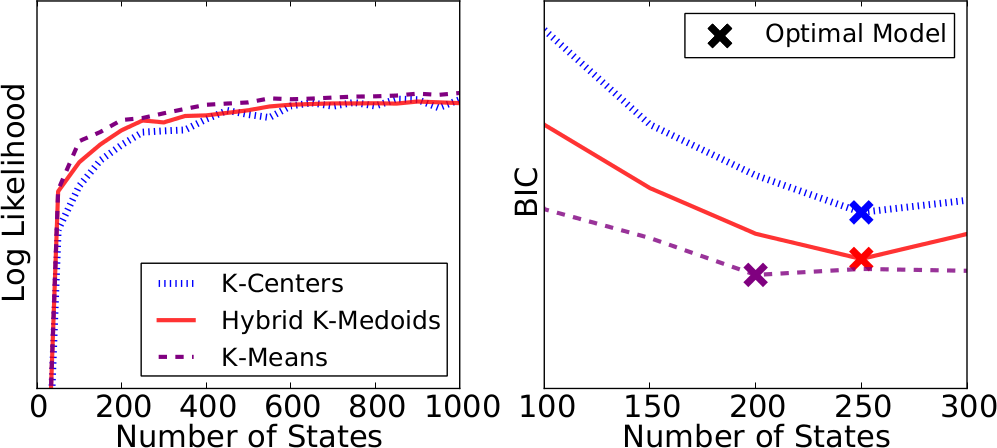 Log Likelihood
K-Centers
Hybrid K-Medoids
K-Means
0 200 400 600 800 1000
Number of States
BIC
Optimal Model
100 150 200 250 300
Number of States